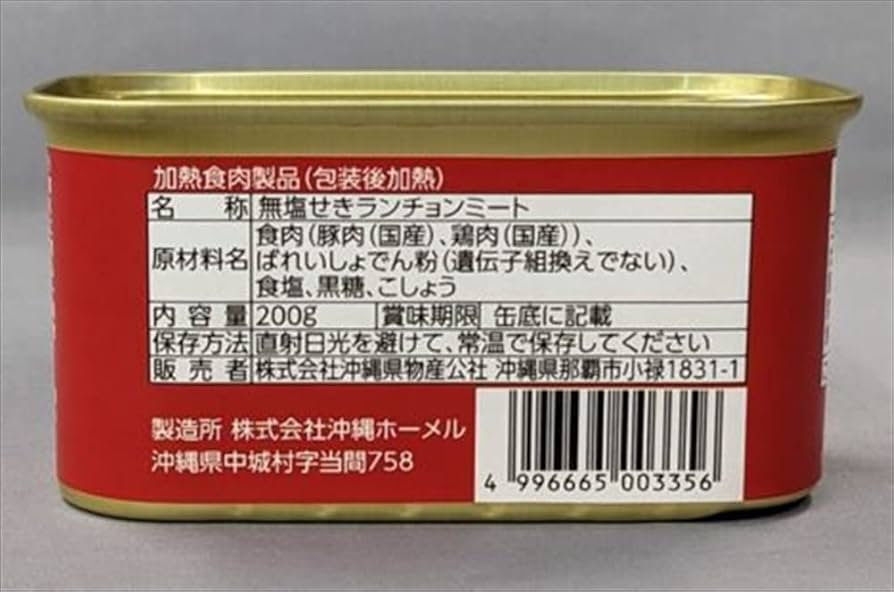 加熱食肉製品(包装後加熱)
名称 無塩せきランチョンミート
原材料名 食肉(豚肉(国産)、鶏肉(国産))、
ばれいしょでん粉(遺伝子組換えでない)、
食塩、黒糖、こしょう
内容量 200g 賞味期限 缶底に記載
保存方法 直射日光を避けて、常温で保存してください
販売者 株式会社沖縄県物産公社 沖縄県那覇市小禄1831-1
製造所 株式会社沖縄ホーメル
沖縄県中城村字当間758
4 996665 003356